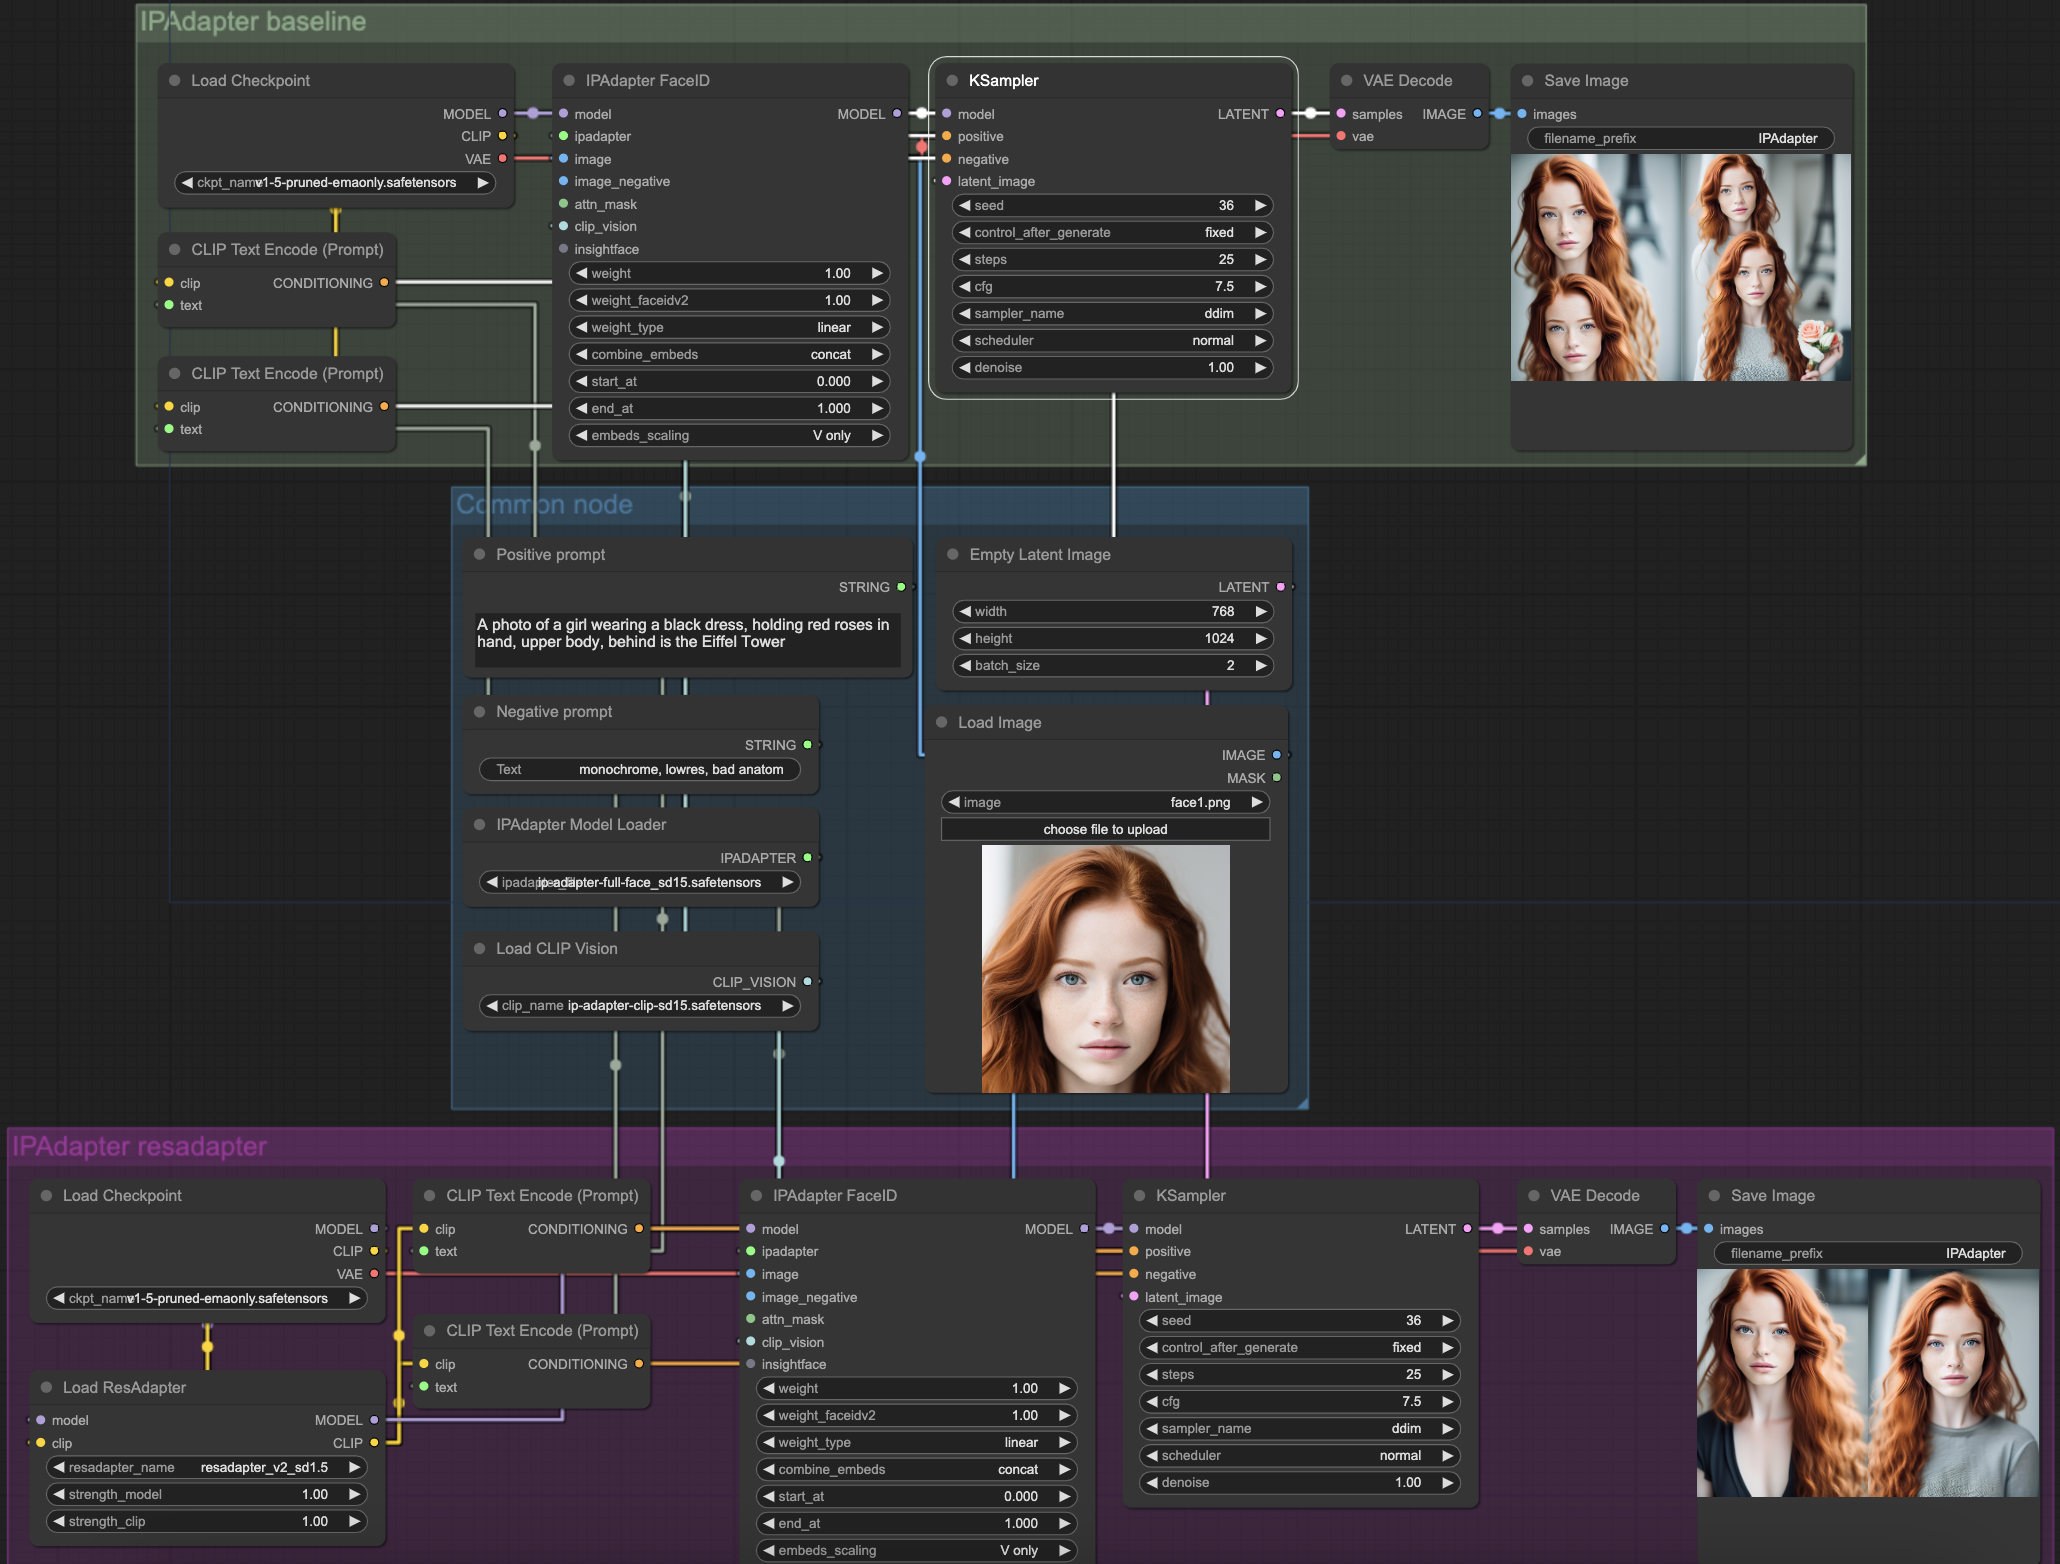 IPAdapter baseline
Load Checkpoint
MODEL
CLIP
VAE
ckpt_name v1-5-pruned-emaonly.safetensors
CLIP Text Encode (Prompt)
clip CONDITIONING
text
CLIP Text Encode (Prompt)
clip CONDITIONING
text
IPAdapter FaceID
model MODEL
ipadapter
image
image_negative
attn_mask
clip_vision
insightface
weight 1.00
weight_faceidv2 1.00
weight_type linear
combine_embeds concat
start_at 0.000
end_at 1.000
embeds_scaling V only
KSampler
model LATENT
positive
negative
latent_image
seed 36
control_after_generate fixed
steps 25
cfg 7.5
sampler_name ddim
scheduler normal
denoise 1.00
VAE Decode
samples IMAGE
vae
Save Image
images
filename_prefix IPAdapter
Common node
Positive prompt
STRING
A photo of a girl wearing a black dress, holding red roses in
hand, upper body, behind is the Eiffel Tower
Negative prompt
STRING
Text monochrome, lowres, bad anatom
IPAdapter Model Loader
IPADAPTER
ip-adapter-full-face_sd15.safetensors
Load CLIP Vision
CLIP_VISION
clip_name ip-adapter-clip-sd15.safetensors
Empty Latent Image
LATENT
width 768
height 1024
batch_size 2
Load Image
IMAGE
MASK
image face1.png
choose file to upload
IPAdapter resadapter
Load Checkpoint
MODEL
CLIP
VAE
ckpt_name v1-5-pruned-emaonly.safetensors
Load ResAdapter
model MODEL
clip CLIP
resadapter_name resadapter_v2_sd1.5
strength_model 1.00
strength_clip 1.00
CLIP Text Encode (Prompt)
clip CONDITIONING
text
CLIP Text Encode (Prompt)
clip CONDITIONING
text
IPAdapter FaceID
model MODEL
ipadapter
image
image_negative
attn_mask
clip_vision
insightface
weight 1.00
weight_faceidv2 1.00
weight_type linear
combine_embeds concat
start_at 0.000
end_at 1.000
embeds_scaling V only
KSampler
model LATENT
positive
negative
latent_image
seed 36
control_after_generate fixed
steps 25
cfg 7.5
sampler_name ddim
scheduler normal
denoise 1.00
VAE Decode
samples IMAGE
vae
Save Image
images
filename_prefix IPAdapter